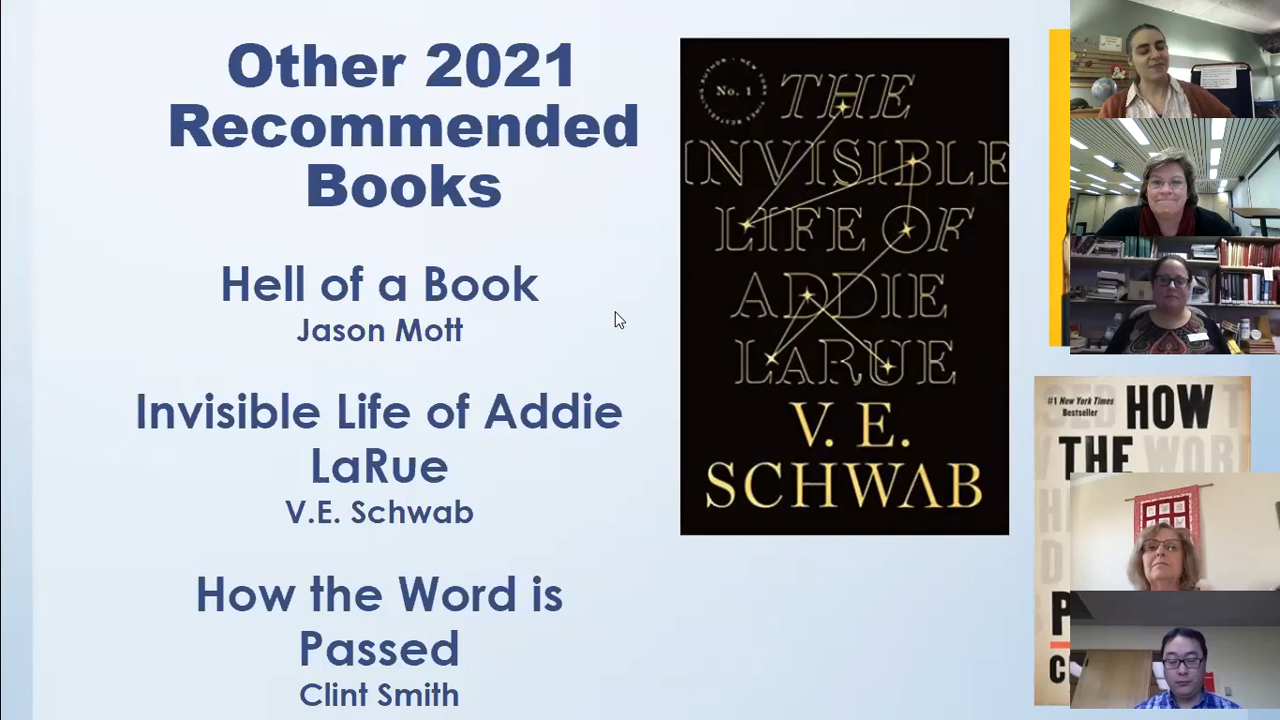 Other 2021
Recommended
Books
Hell of a Book
Jason Mott
Invisible Life of Addie
LaRue
V.E. Schwab
How the Word is
Passed
Clint Smith
No. 1
THE
INVISIBLE
LIFE OF
ADDIE
LARUE
V. E.
SCHWAB
#1 New York Times
Bestseller
HOW
THE WORD